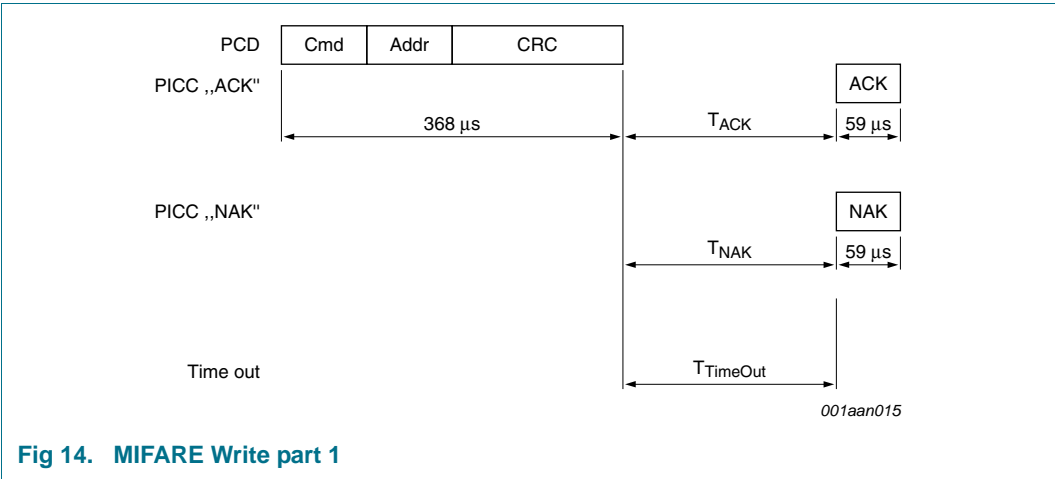 PCD Cmd Addr CRC
PICC ,,ACK" ACK
368 μs TACK 59 μs
PICC ,,NAK" NAK
TNAK 59 μs
Time out TTimeOut
001aan015
Fig 14. MIFARE Write part 1